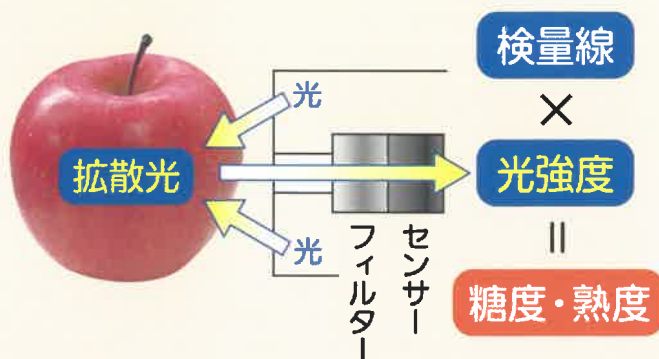 検量線
×
光
拡散光
光強度
光
=
フィルター
センサー
糖度・熟度